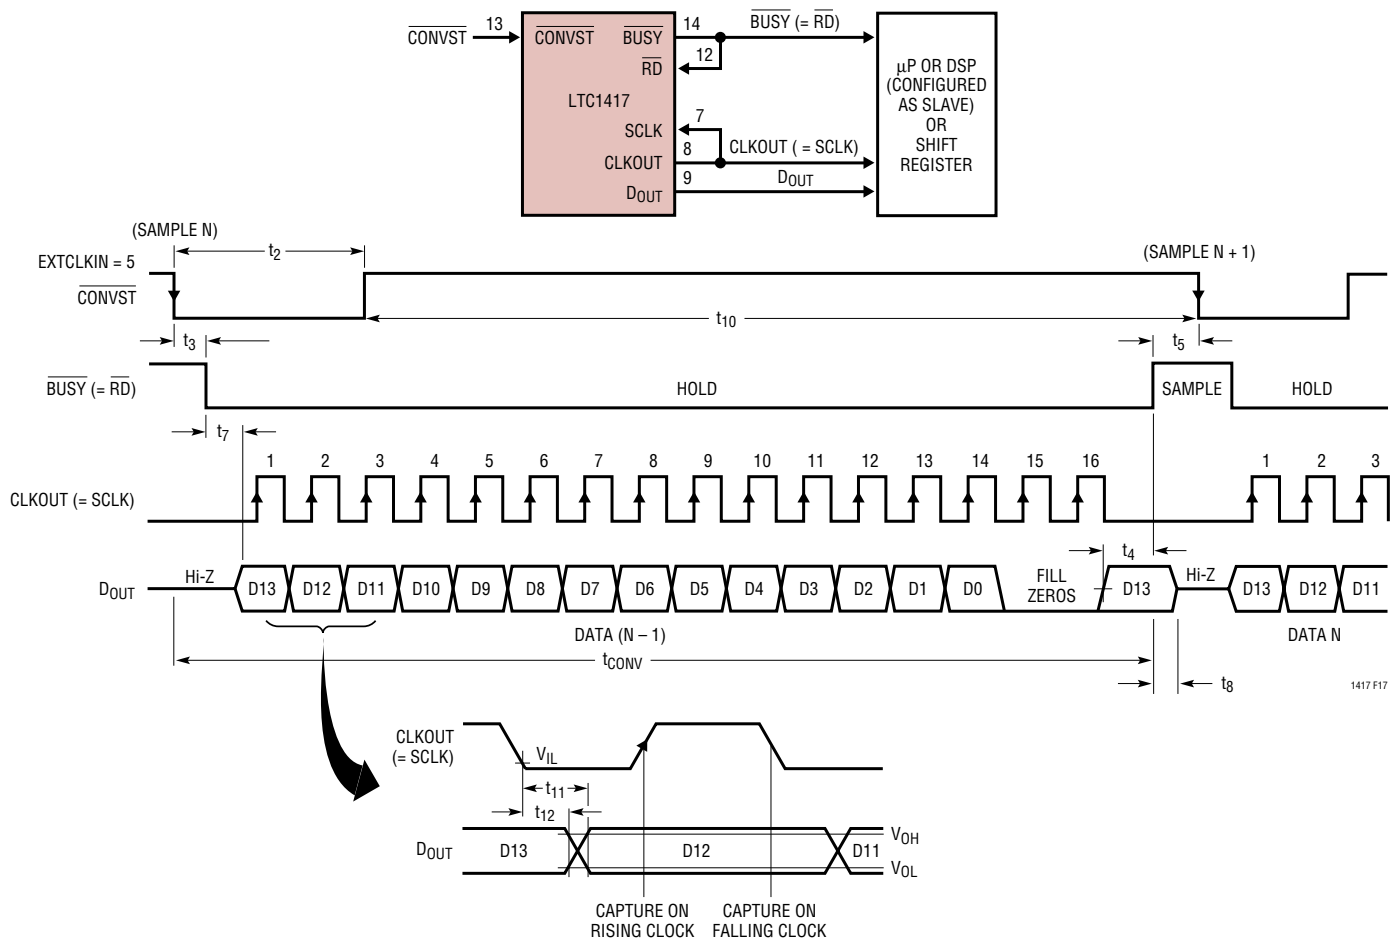 CONVST
13
CONVST
BUSY
14
BUSY (= RD)
RD
12
LTC1417
SCLK
7
CLKOUT
8
CLKOUT ( = SCLK)
DOUT
9
DOUT
µP OR DSP
(CONFIGURED
AS SLAVE)
OR
SHIFT
REGISTER
(SAMPLE N)
t2
(SAMPLE N + 1)
EXTCLKIN = 5
CONVST
t10
t3
t5
BUSY (= RD)
HOLD
SAMPLE
HOLD
t7
1 2 3 4 5 6 7 8 9 10 11 12 13 14 15 16 1 2 3
CLKOUT (= SCLK)
t4
DOUT
Hi-Z
D13 D12 D11 D10 D9 D8 D7 D6 D5 D4 D3 D2 D1 D0
FILL
ZEROS
D13
Hi-Z
D13 D12 D11
DATA (N – 1)
DATA N
tCONV
t8
1417 F17
CLKOUT
(= SCLK)
VIL
t11
t12
DOUT
D13
D12
D11
VOH
VOL
CAPTURE ON
RISING CLOCK
CAPTURE ON
FALLING CLOCK